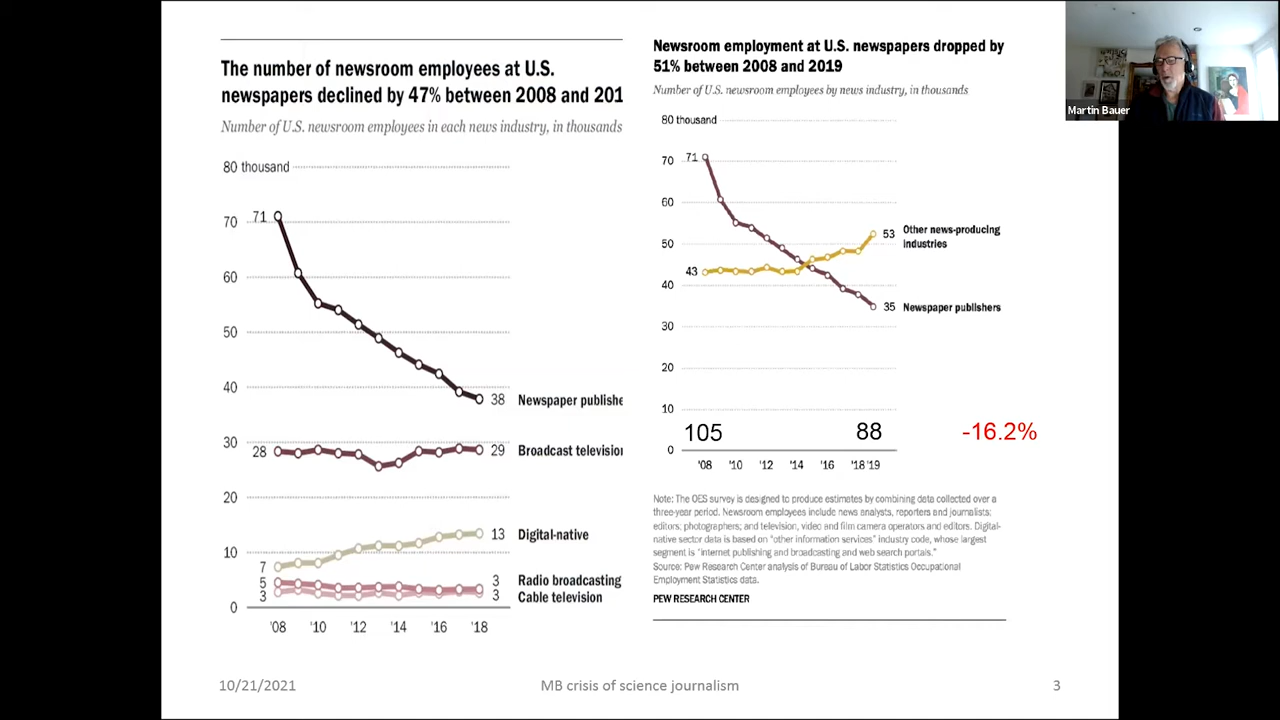 The number of newsroom employees at U.S.
newspapers declined by 47% between 2008 and 201
Number of U.S. newsroom employees in each news industry, in thousands
80 thousand
71
70
60
50
40
38 Newspaper publishe
30
28
29 Broadcast television
20
13 Digital-native
10
7
5
3
3 Radio broadcasting
3 Cable television
0
'08 '10 '12 '14 '16 '18
Newsroom employment at U.S. newspapers dropped by
51% between 2008 and 2019
Number of U.S. newsroom employees by news industry, in thousands
80 thousand
71
70
60
53 Other news-producing
industries
50
43
40
35 Newspaper publishers
30
20
10
105 88 -16.2%
0
'08 '10 '12 '14 '16 '18 '19
Note: The OES survey is designed to produce estimates by combining data collected over a
three-year period. Newsroom employees include news analysts, reporters and journalists;
editors; photographers; and television, video and film camera operators and editors. Digital-
native sector data is based on "other information services" industry code, whose largest
segment is "internet publishing and broadcasting and web search portals."
Source: Pew Research Center analysis of Bureau of Labor Statistics Occupational
Employment Statistics data.
PEW RESEARCH CENTER
Martin Bauer
10/21/2021 MB crisis of science journalism 3